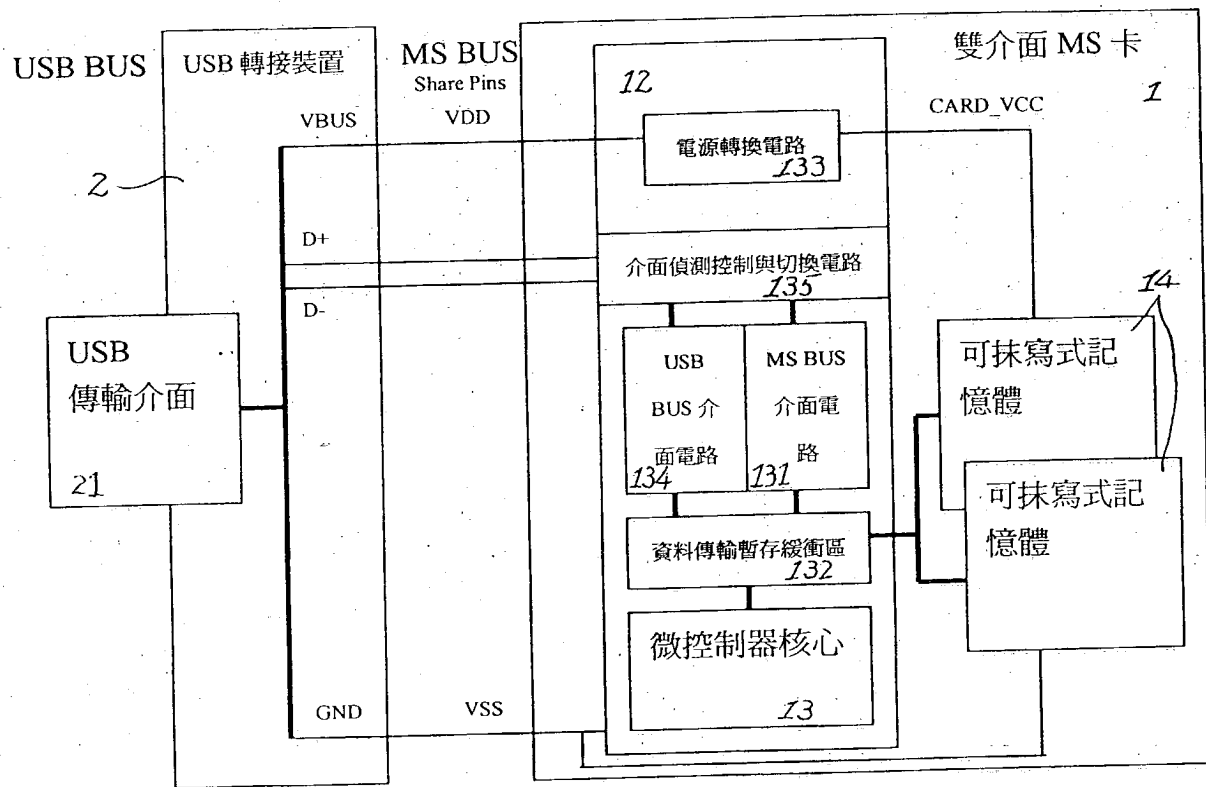 USB BUS
USB 轉接裝置
MS BUS
Share Pins
雙介面 MS 卡
1
12
VBUS
VDD
CARD_VCC
電源轉換電路
133
2
D+
D-
介面偵測控制與切換電路
135
14
USB
傳輸介面
21
USB
BUS 介
面電路
134
MS BUS
介面電
路
131
可抹寫式記
憶體
可抹寫式記
憶體
資料傳輸暫存緩衝區
132
微控制器核心
13
GND
VSS